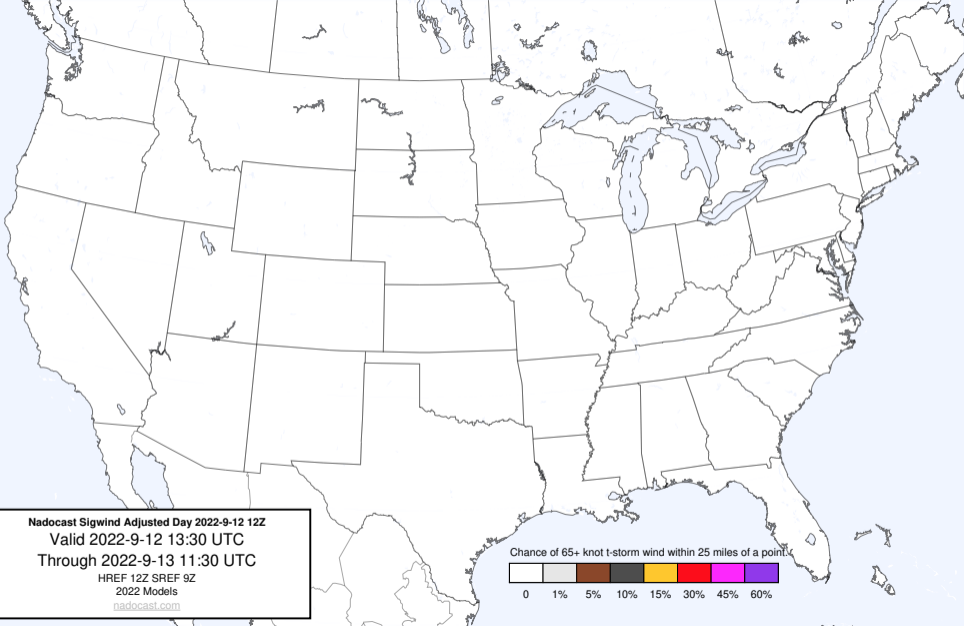 Nadocast Sigwind Adjusted Day 2022-9-12 12Z
Valid 2022-9-12 13:30 UTC
Through 2022-9-13 11:30 UTC
HREF 12Z SREF 9Z
2022 Models
nadocast.com
Chance of 65+ knot t-storm wind within 25 miles of a point.
0 1% 5% 10% 15% 30% 45% 60%